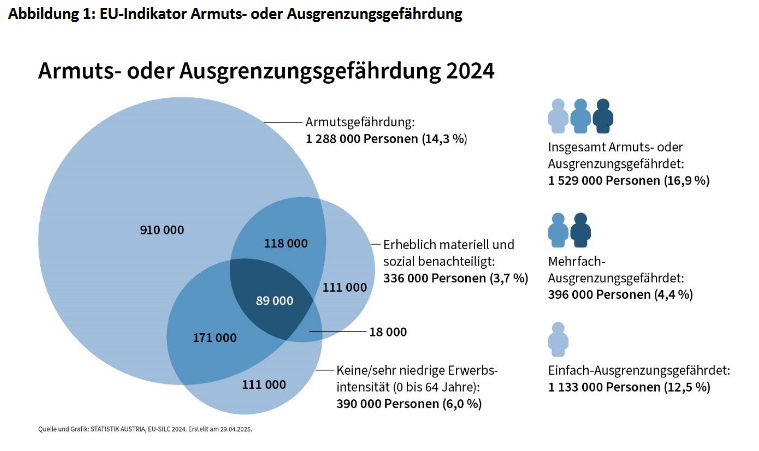 Abbildung 1: EU-Indikator Armuts- oder Ausgrenzungsgefährdung
Armuts- oder Ausgrenzungsgefährdung 2024
Armutsgefährdung:
1 288 000 Personen (14,3 %)
910 000
118 000
Erheblich materiell und
sozial benachteiligt:
336 000 Personen (3,7 %)
111 000
89 000
18 000
171 000
111 000
Keine/sehr niedrige Erwerbs-
intensität (0 bis 64 Jahre):
390 000 Personen (6,0 %)
Insgesamt Armuts- oder
Ausgrenzungsgefährdet:
1 529 000 Personen (16,9 %)
Mehrfach-
Ausgrenzungsgefährdet:
396 000 Personen (4,4 %)
Einfach-Ausgrenzungsgefährdet:
1 133 000 Personen (12,5 %)
Quelle und Grafik: STATISTIK AUSTRIA, EU-SILC 2024. Erstellt am 29.04.2025.